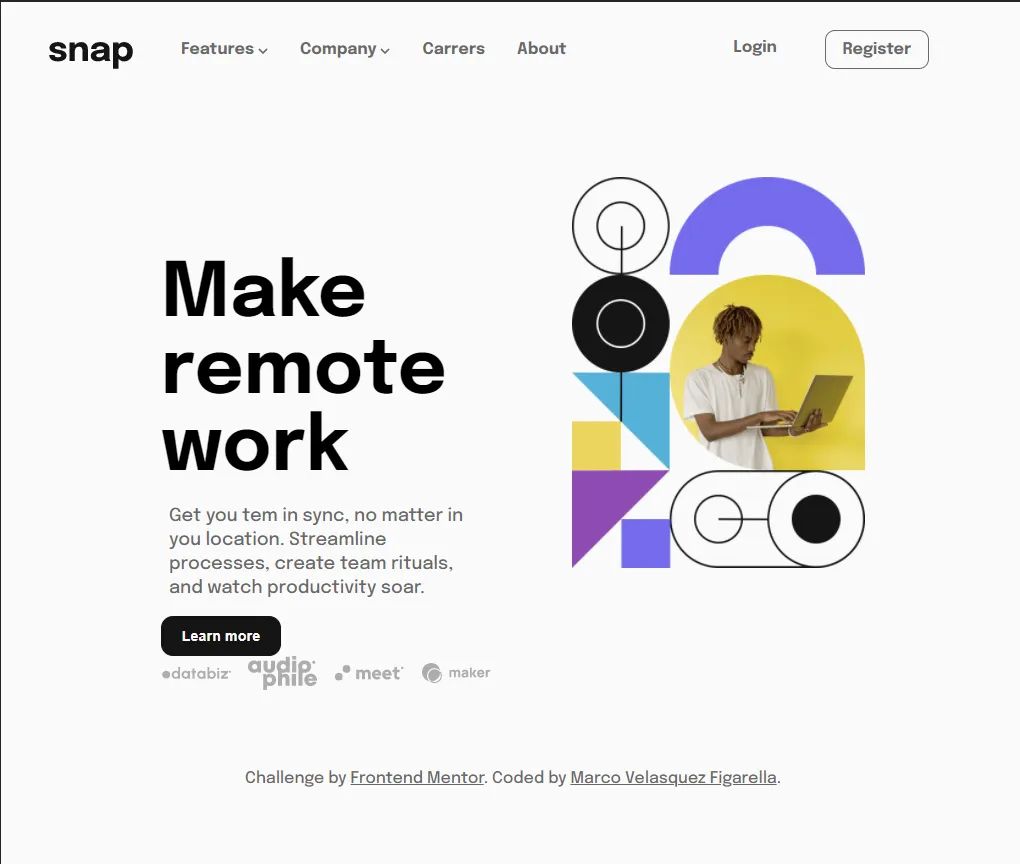 snap
Features
Company
Carrers
About
Login
Register
Make
remote
work
Get you tem in sync, no matter in
you location. Streamline
processes, create team rituals,
and watch productivity soar.
Learn more
databiz
audiophile
meet
maker
Challenge by Frontend Mentor. Coded by Marco Velasquez Figarella.